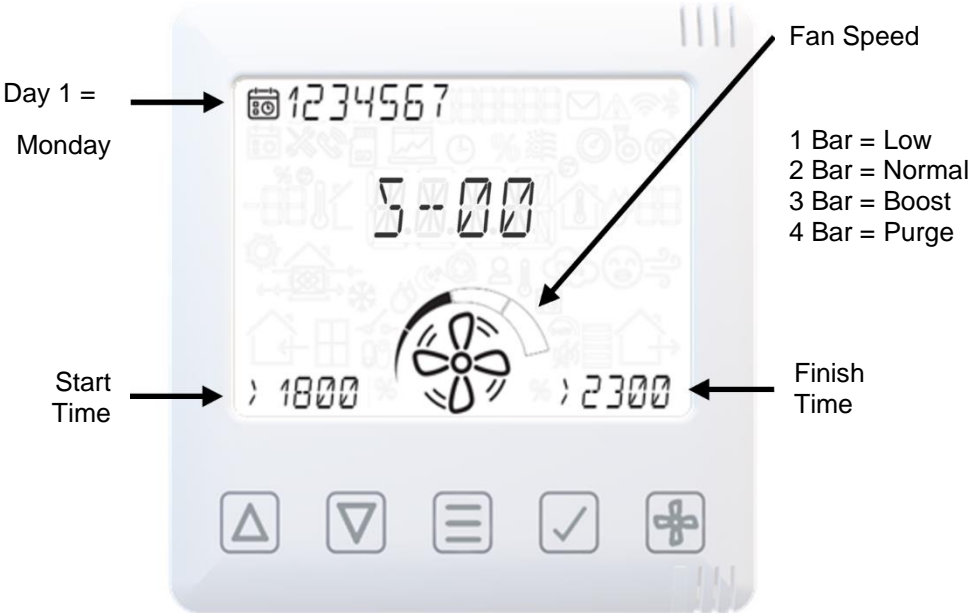 Fan Speed
Day 1 =
Monday
1234567
1 Bar = Low
2 Bar = Normal
3 Bar = Boost
4 Bar = Purge
S-00
Start
Time
1800
2300
Finish
Time